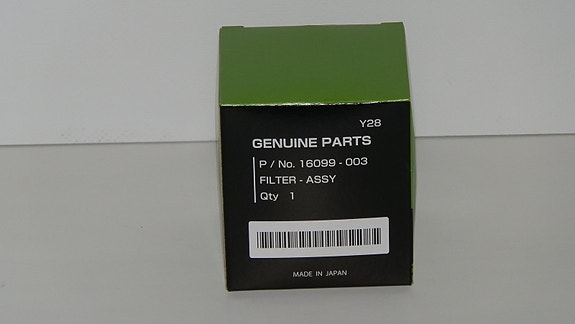 Y28
GENUINE PARTS
P / No. 16099 - 003
FILTER - ASSY
Qty 1
MADE IN JAPAN